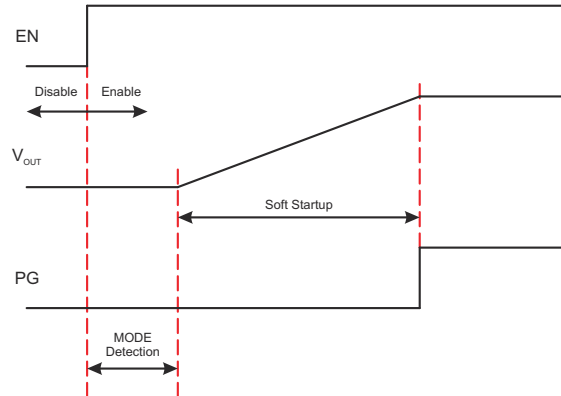 EN
Disable
Enable
VOUT
Soft Startup
PG
MODE
Detection